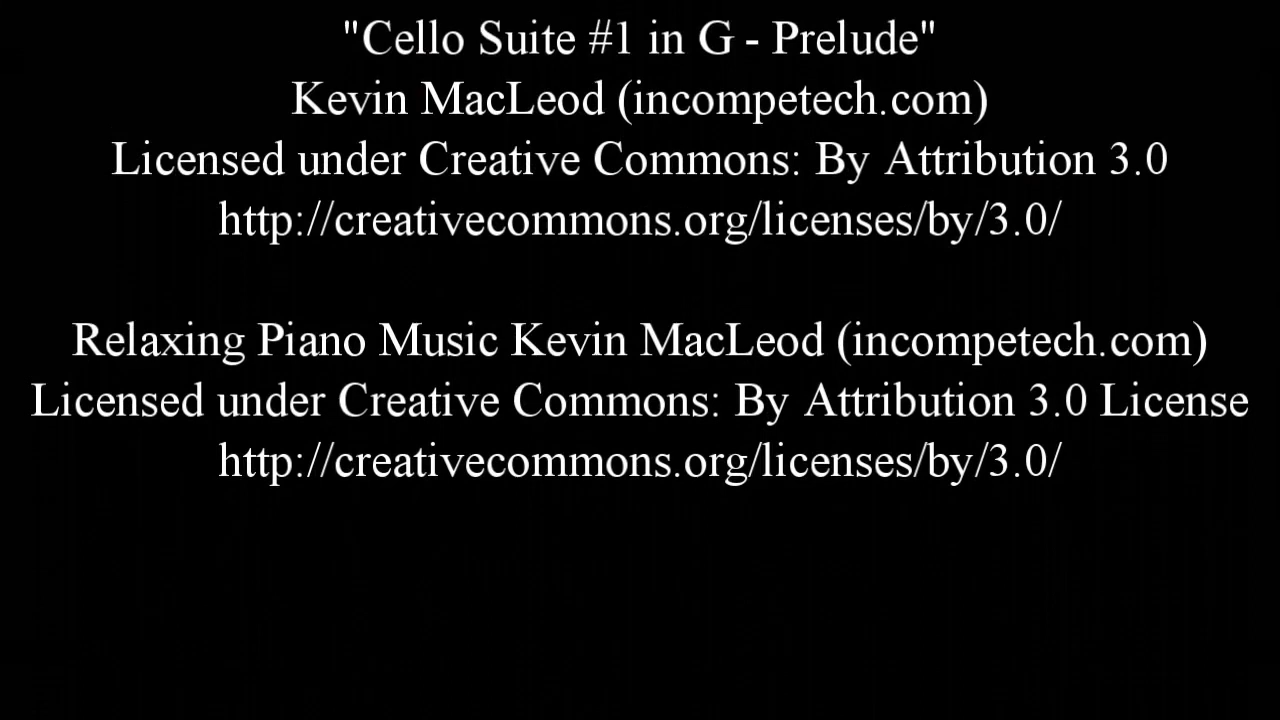 "Cello Suite #1 in G - Prelude"
Kevin MacLeod (incompetech.com)
Licensed under Creative Commons: By Attribution 3.0
http://creativecommons.org/licenses/by/3.0/
Relaxing Piano Music Kevin MacLeod (incompetech.com)
Licensed under Creative Commons: By Attribution 3.0 License
http://creativecommons.org/licenses/by/3.0/